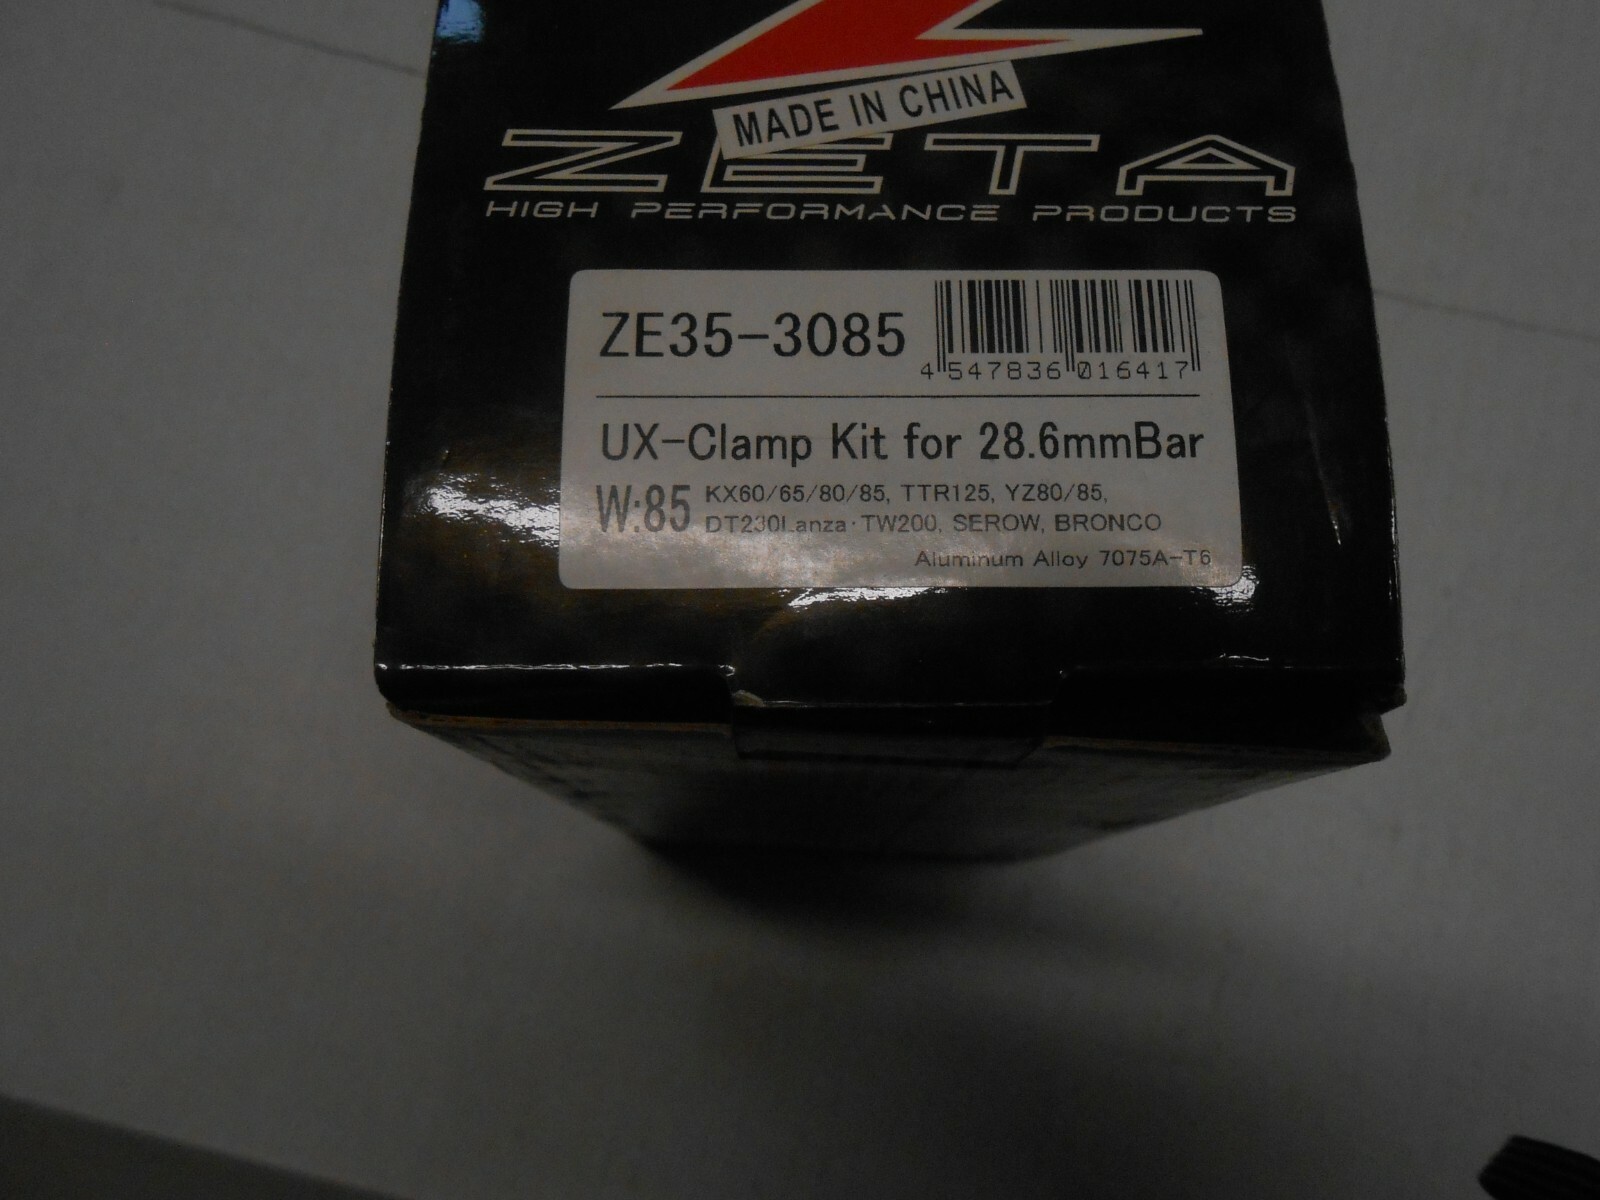 MADE IN CHINA
ZETA
HIGH PERFORMANCE PRODUCTS
ZE35-3085
4 547836 016417
UX-Clamp Kit for 28.6mmBar
W:85 KX60/65/80/85, TTR125, YZ80/85,
DT230Lanza・TW200, SEROW, BRONCO
Aluminum Alloy 7075A-T6